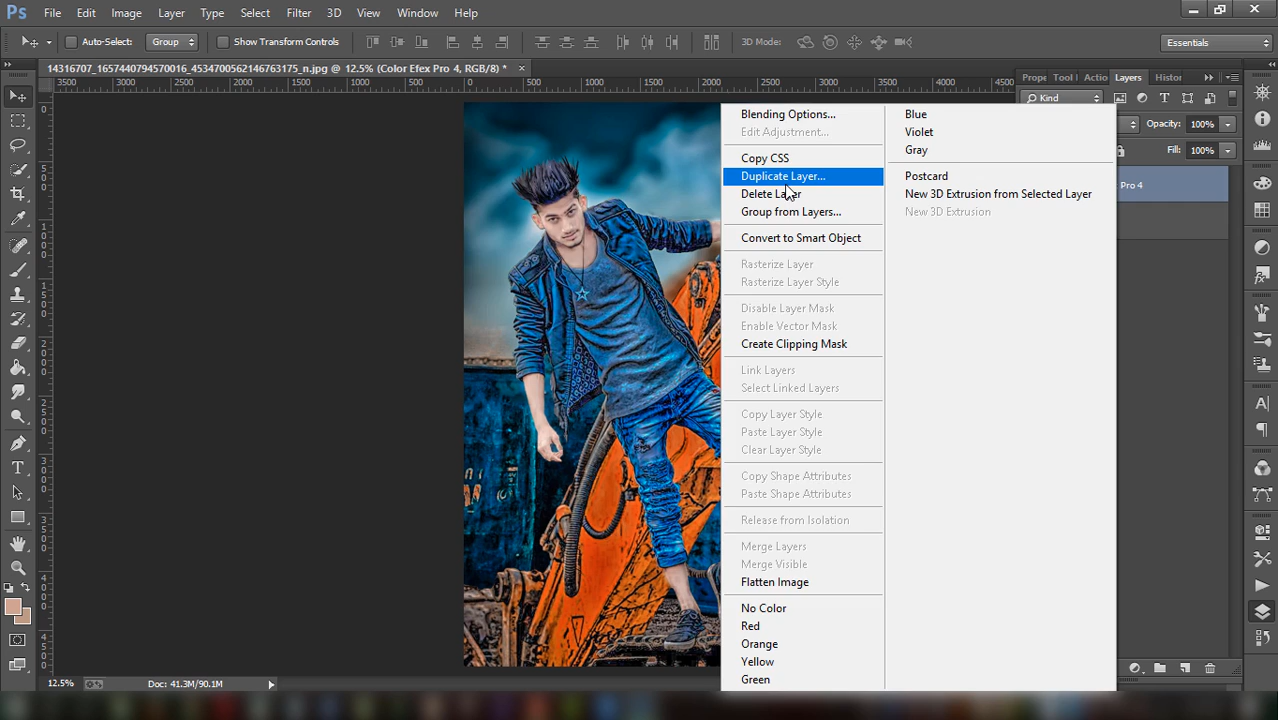 Ps File Edit Image Layer Type Select Filter 3D View Window Help
Auto-Select: Group Show Transform Controls 3D Mode: Essentials
14316707_1657440794570016_4534700562146763175_n.jpg @ 12.5% (Color Efex Pro 4, RGB/8) * ×
Prope Tool I Actio Layers Histor
3500 3000 2500 2000 1500 1000 500 0 500 1000 1500 2000 2500 3000 3500 4000 4500
Kind
Opacity: 100%
Fill: 100%
Pro 4
Blending Options...
Edit Adjustment...
Copy CSS
Duplicate Layer...
Delete Layer
Group from Layers...
Convert to Smart Object
Rasterize Layer
Rasterize Layer Style
Disable Layer Mask
Enable Vector Mask
Create Clipping Mask
Link Layers
Select Linked Layers
Copy Layer Style
Paste Layer Style
Clear Layer Style
Copy Shape Attributes
Paste Shape Attributes
Release from Isolation
Merge Layers
Merge Visible
Flatten Image
No Color
Red
Orange
Yellow
Green
Blue
Violet
Gray
Postcard
New 3D Extrusion from Selected Layer
New 3D Extrusion
12.5% Doc: 41.3M/90.1M